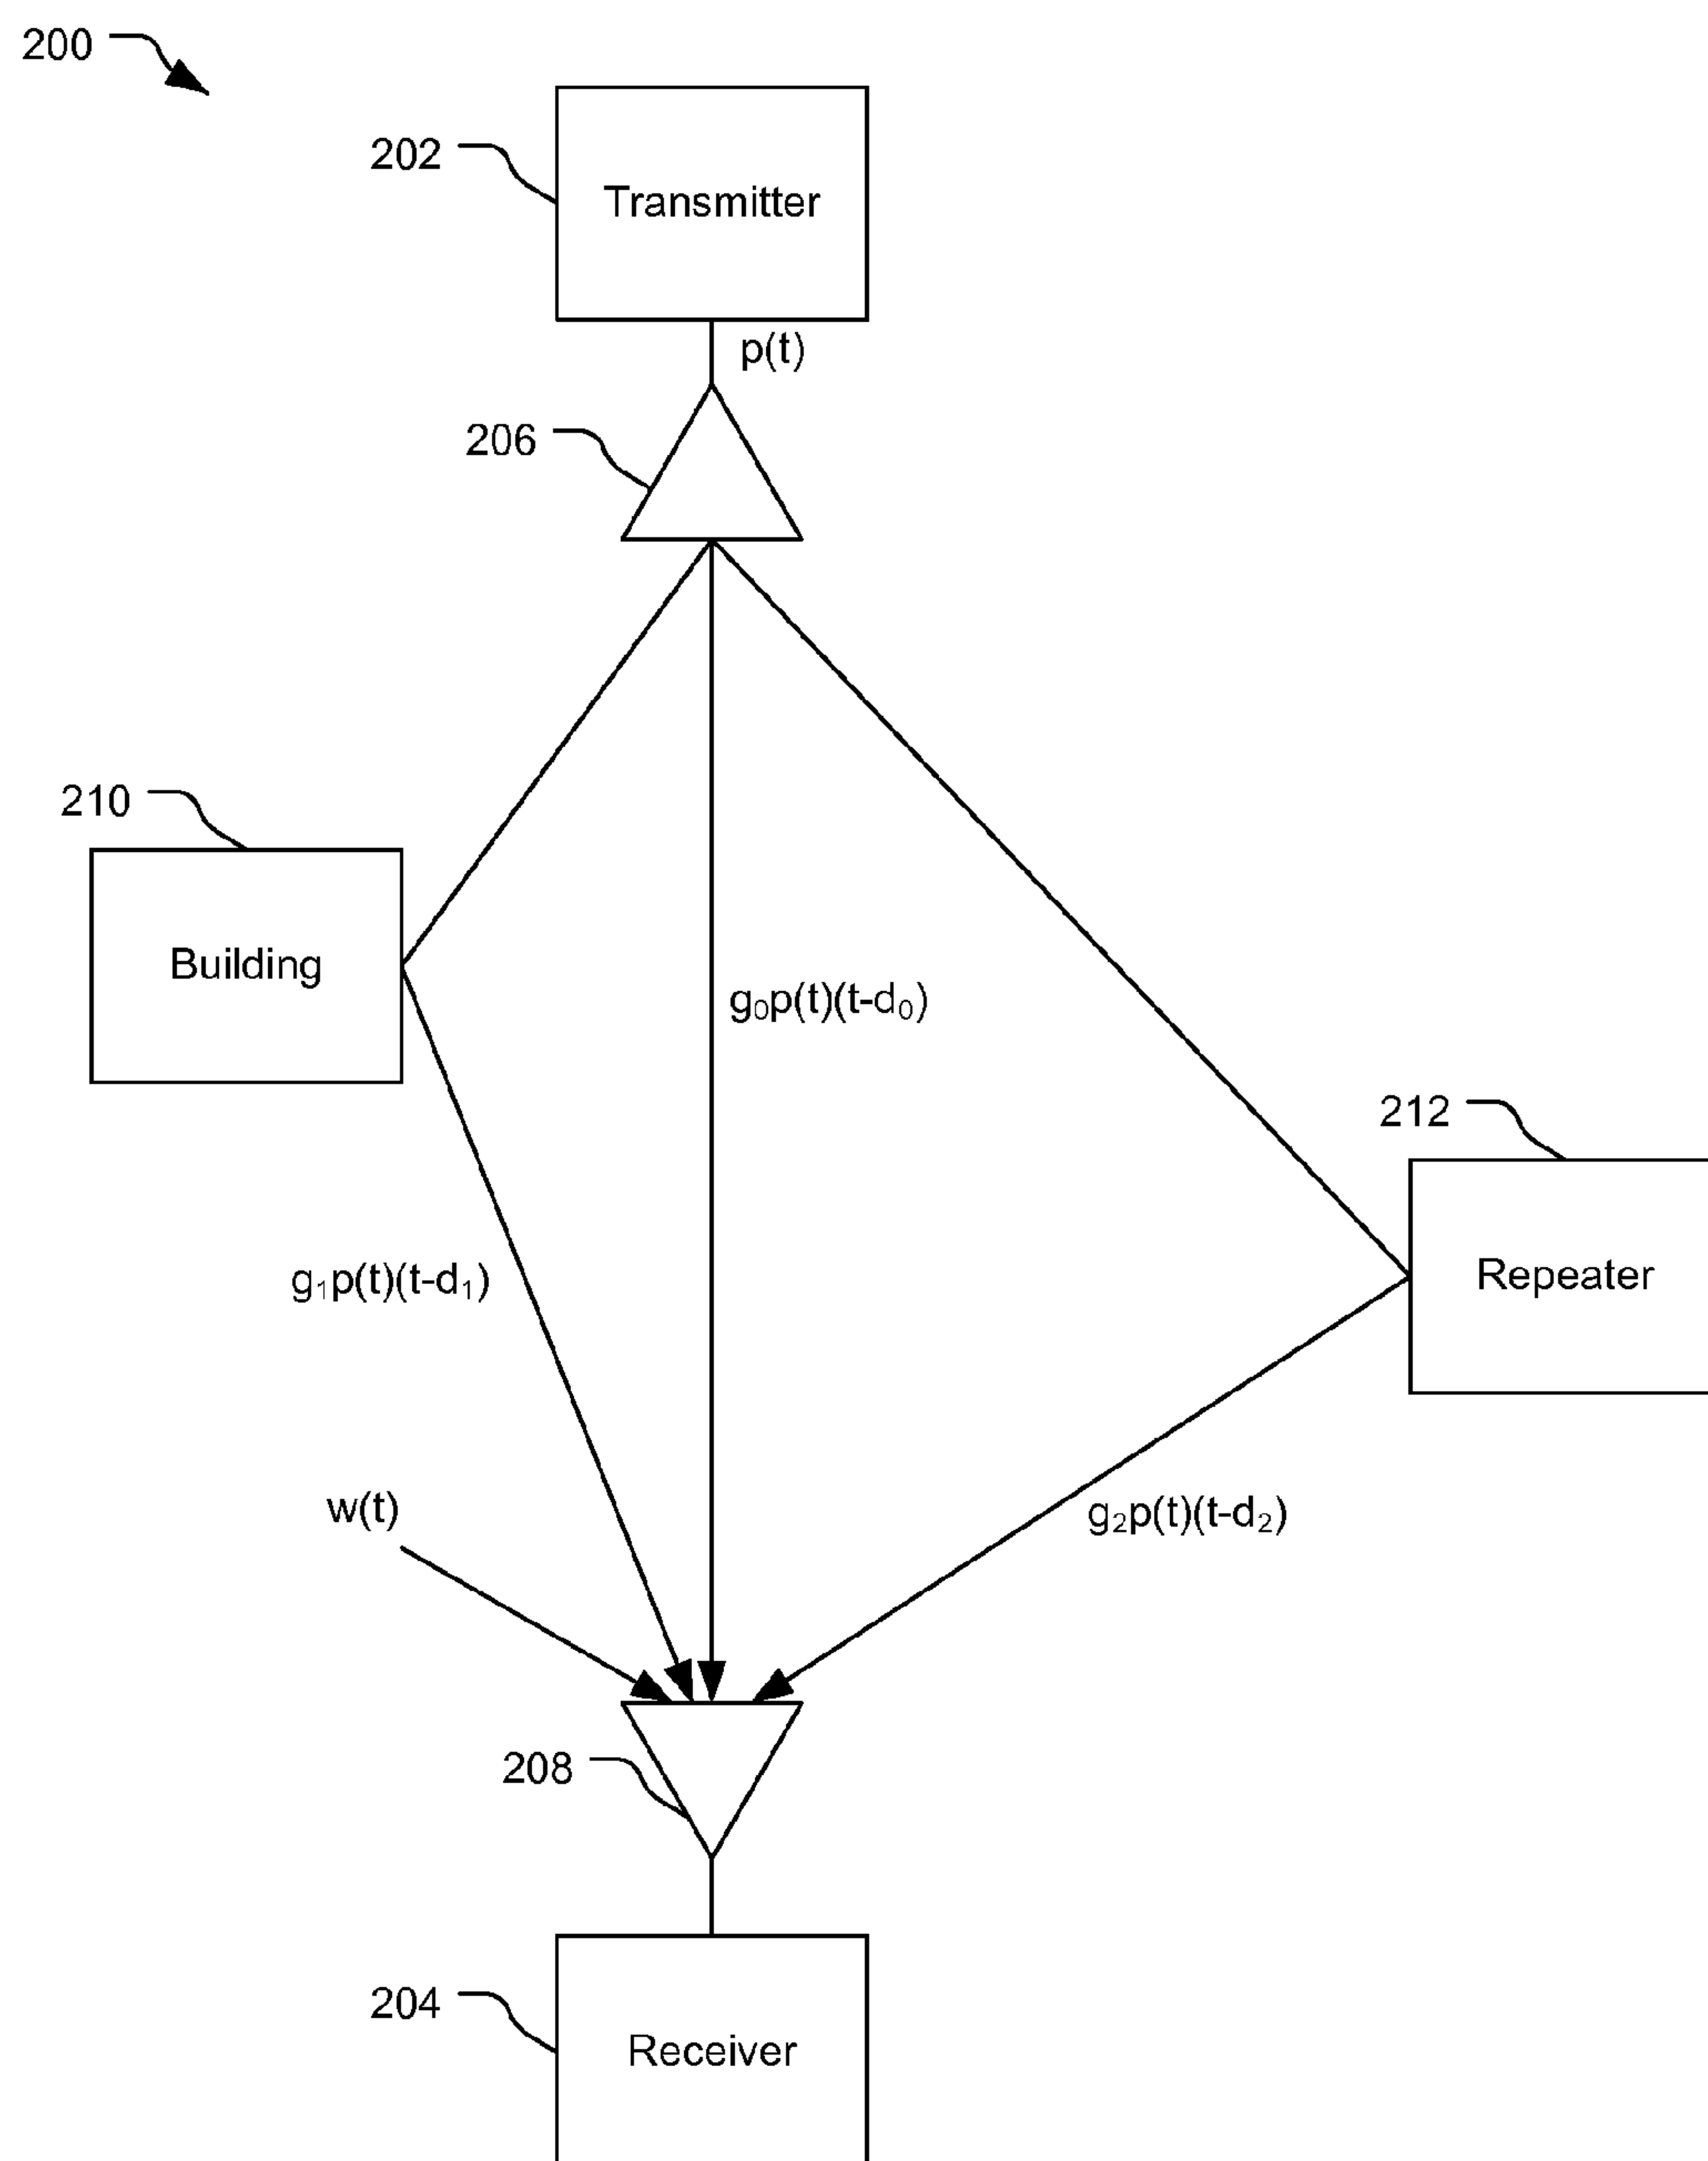 200
202
Transmitter
p(t)
206
210
Building
g₀p(t)(t-d₀)
212
Repeater
g₁p(t)(t-d₁)
w(t)
g₂p(t)(t-d₂)
208
204
Receiver